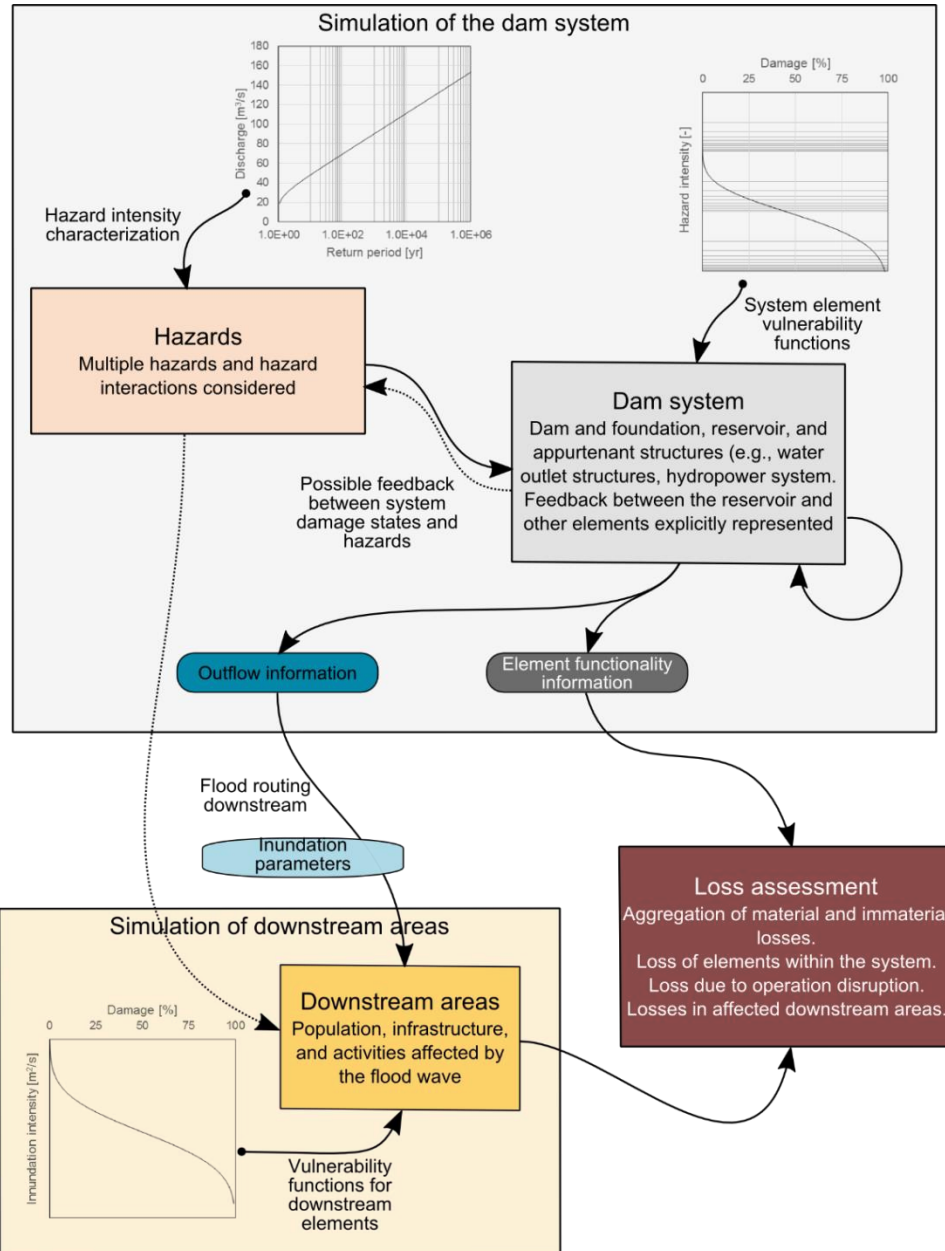 Simulation of the dam system
180
160
140
120
100
80
60
40
20
0
Discharge [m³/s]
1.0E+00 1.0E+02 1.0E+04 1.0E+06
Return period [yr]
Damage [%]
0 25 50 75 100
Hazard intensity [-]
Hazard intensity
characterization
System element
vulnerability
functions
Hazards
Multiple hazards and hazard
interactions considered
Dam system
Dam and foundation, reservoir, and
appurtenant structures (e.g., water
outlet structures, hydropower system.
Feedback between the reservoir and
other elements explicitly represented
Possible feedback
between system
damage states and
hazards
Outflow information
Element functionality
information
Flood routing
downstream
Inundation
parameters
Loss assessment
Aggregation of material and immateria
losses.
Loss of elements within the system.
Loss due to operation disruption.
Losses in affected downstream areas.
Simulation of downstream areas
Damage [%]
0 25 50 75 100
Innundation intensity [m²/s]
Downstream areas
Population, infrastructure,
and activities affected by
the flood wave
Vulnerability
functions for
downstream
elements